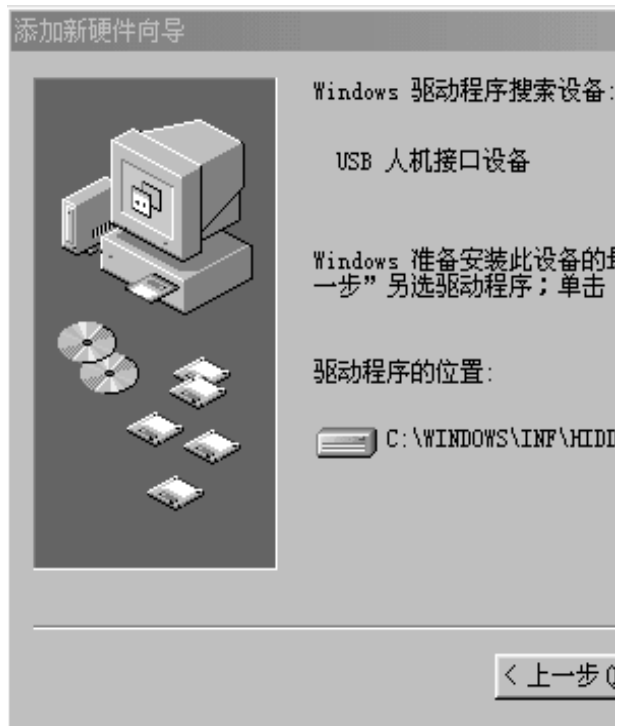 添加新硬件向导
Windows 驱动程序搜索设备:
USB 人机接口设备
Windows 准备安装此设备的
一步”另选驱动程序；单击
驱动程序的位置:
C:\WINDOWS\INF\HID
< 上一步